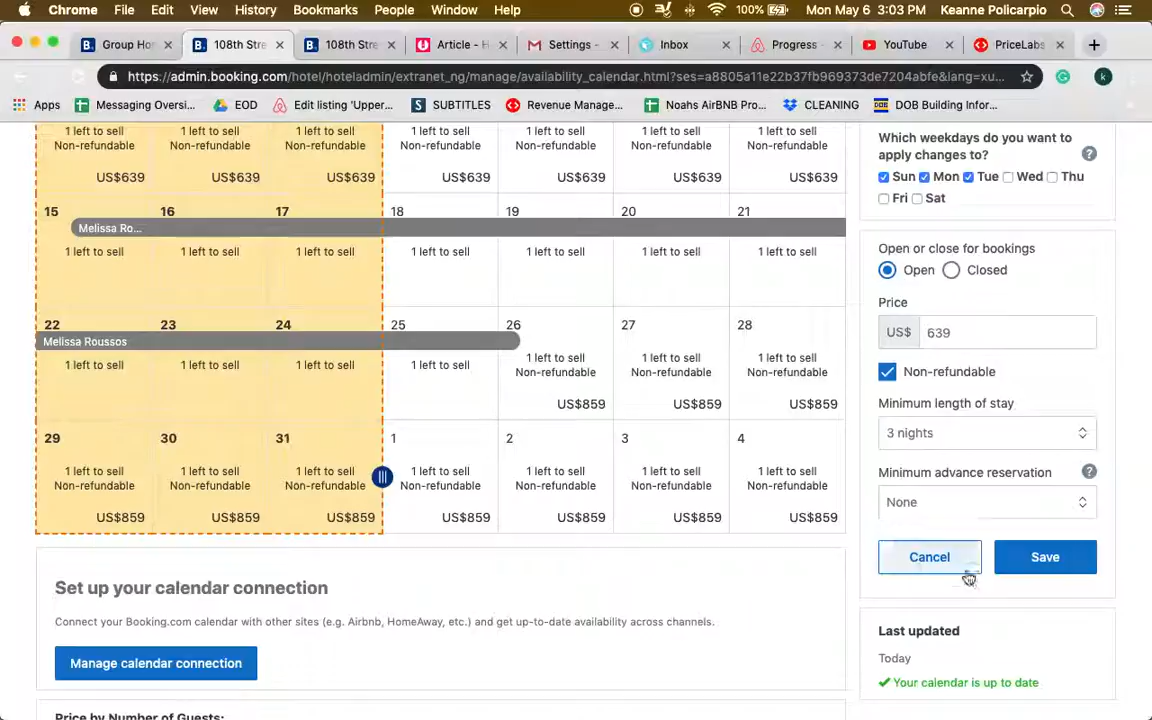 Chrome File Edit View History Bookmarks People Window Help 100% Mon May 6 3:03 PM Keanne Policarpio
Group Ho 108th Stre 108th Stre Article - H Settings - Inbox Progress - YouTube PriceLabs
https://admin.booking.com/hotel/hoteladmin/extranet_ng/manage/availability_calendar.html?ses=a8805a11e22b37fb969373de7204abfe&lang=xu... k
Apps Messaging Oversi... EOD Edit listing 'Upper... SUBTITLES Revenue Manage... Noahs AirBNB Pro... CLEANING DOB Building Infor...
1 left to sell 1 left to sell 1 left to sell 1 left to sell 1 left to sell 1 left to sell 1 left to sell
Non-refundable Non-refundable Non-refundable Non-refundable Non-refundable Non-refundable Non-refundable
US$639 US$639 US$639 US$639 US$639 US$639 US$639
15 16 17 18 19 20 21
Melissa Ro...
1 left to sell 1 left to sell 1 left to sell 1 left to sell 1 left to sell 1 left to sell 1 left to sell
22 23 24 25 26 27 28
Melissa Roussos
1 left to sell 1 left to sell 1 left to sell 1 left to sell 1 left to sell 1 left to sell 1 left to sell
Non-refundable Non-refundable Non-refundable
US$859 US$859 US$859
29 30 31 1 2 3 4
1 left to sell 1 left to sell 1 left to sell 1 left to sell 1 left to sell 1 left to sell 1 left to sell
Non-refundable Non-refundable Non-refundable Non-refundable Non-refundable Non-refundable Non-refundable
US$859 US$859 US$859 US$859 US$859 US$859 US$859
Set up your calendar connection
Connect your Booking.com calendar with other sites (e.g. Airbnb, HomeAway, etc.) and get up-to-date availability across channels.
Manage calendar connection
Price by Number of Guests:
Which weekdays do you want to
apply changes to? ?
Sun Mon Tue Wed Thu
Fri Sat
Open or close for bookings
Open Closed
Price
US$ 639
Non-refundable
Minimum length of stay
3 nights
Minimum advance reservation ?
None
Cancel Save
Last updated
Today
Your calendar is up to date